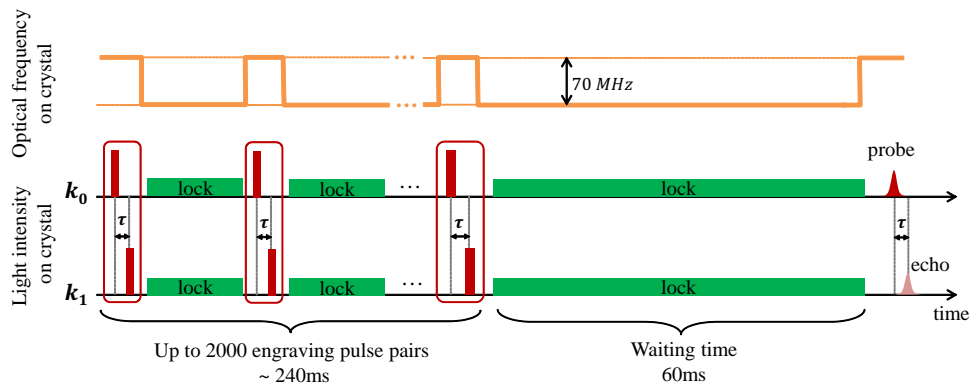 Optical frequency
on crystal
...
...
70 MHz
Light intensity
on crystal
k₀
lock
lock
...
lock
probe
τ
τ
τ
τ
k₁
lock
lock
...
lock
echo
time
Up to 2000 engraving pulse pairs
~ 240ms
Waiting time
60ms